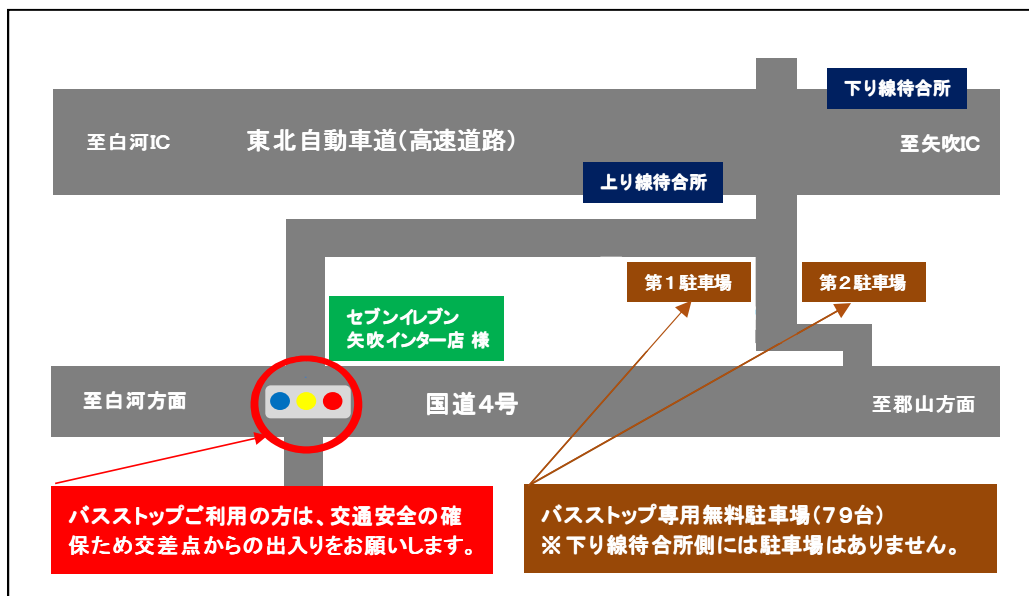 下り線待合所
至白河IC
東北自動車道(高速道路)
至矢吹IC
上り線待合所
第1駐車場
第2駐車場
セブンイレブン
矢吹インター店 様
至白河方面
国道4号
至郡山方面
バスストップご利用の方は、交通安全の確
保ため交差点からの出入りをお願いします。
バスストップ専用無料駐車場(79台)
※下り線待合所側には駐車場はありません。